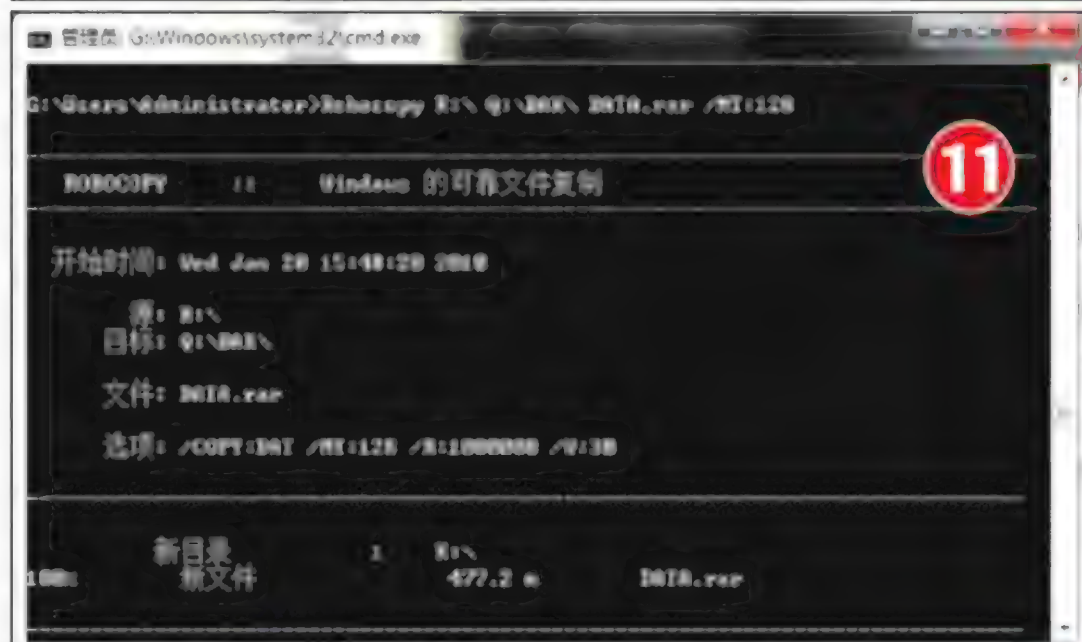 管理员: G:\Windows\system32\cmd.exe
G:\Users\Administrator>Robocopy R:\ Q:\BAK\ DATA.rar /MT:128
11
ROBOCOPY :: Windows 的可靠文件复制
开始时间: Wed Jan 20 15:48:20 2010
源: R:\
目标: Q:\BAK\
文件: DATA.rar
选项: /COPY:DAT /MT:128 /R:1000000 /W:30
新目录 1 R:\
100% 新文件 477.2 m DATA.rar